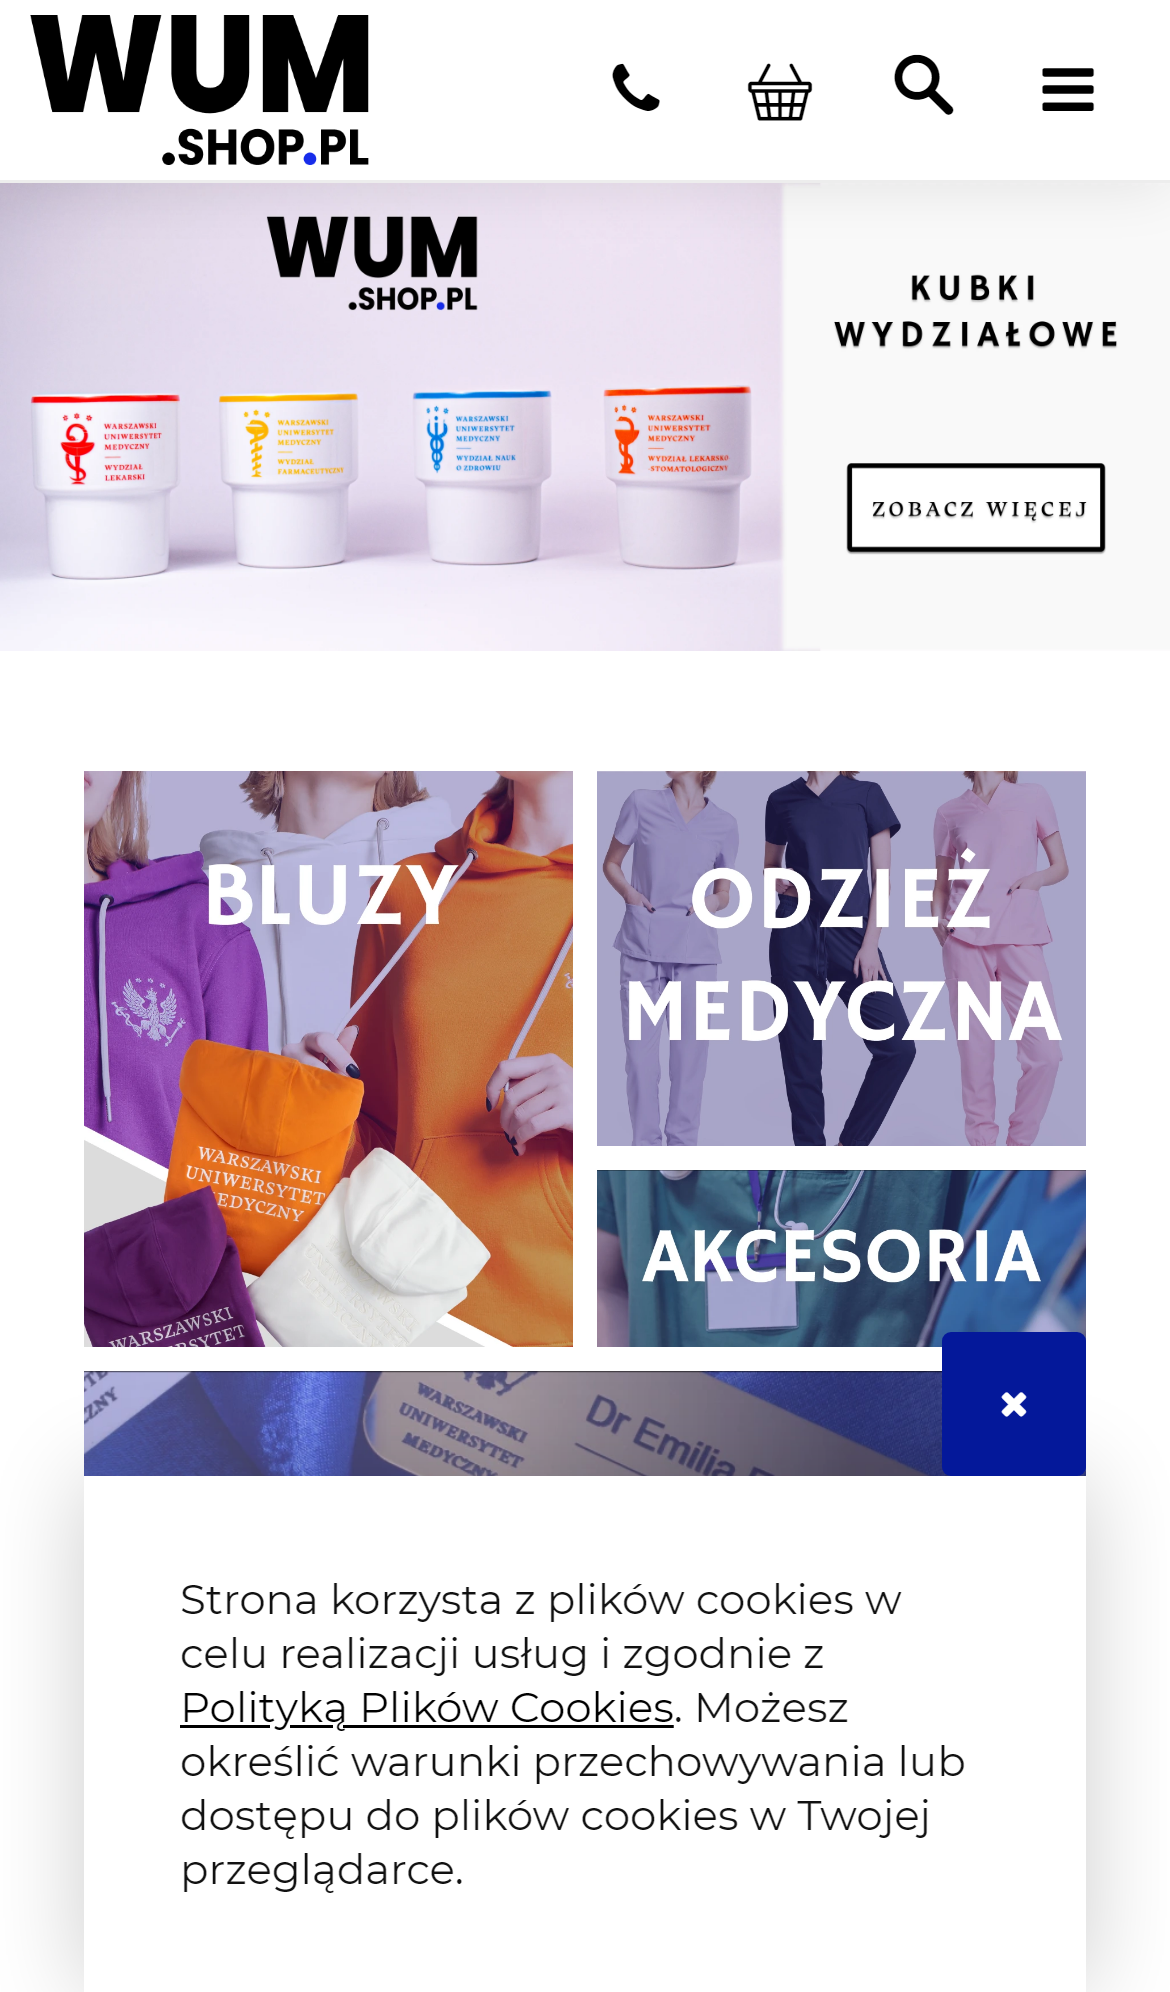 WUM
.SHOP.PL
WUM
.SHOP.PL
KUBKI
WYDZIAŁOWE
WARSZAWSKI
UNIWERSYTET
MEDYCZNY
WYDZIAŁ
LEKARSKI
WARSZAWSKI
UNIWERSYTET
MEDYCZNY
WYDZIAŁ
FARMACEUTYCZNY
WARSZAWSKI
UNIWERSYTET
MEDYCZNY
WYDZIAŁ NAUK
O ZDROWIU
WARSZAWSKI
UNIWERSYTET
MEDYCZNY
WYDZIAŁ LEKARSKO
-STOMATOLOGICZNY
ZOBACZ WIĘCEJ
BLUZY
WARSZAWSKI
UNIWERSYTET
MEDYCZNY
WARSZAWSKI
RSYTET
ODZIEŻ
MEDYCZNA
AKCESORIA
ZNY
WARSZAWSKI
UNIWERSYTET
MEDYCZNY
Dr Emilia
Strona korzysta z plików cookies w
celu realizacji usług i zgodnie z
Polityką Plików Cookies. Możesz
określić warunki przechowywania lub
dostępu do plików cookies w Twojej
przeglądarce.